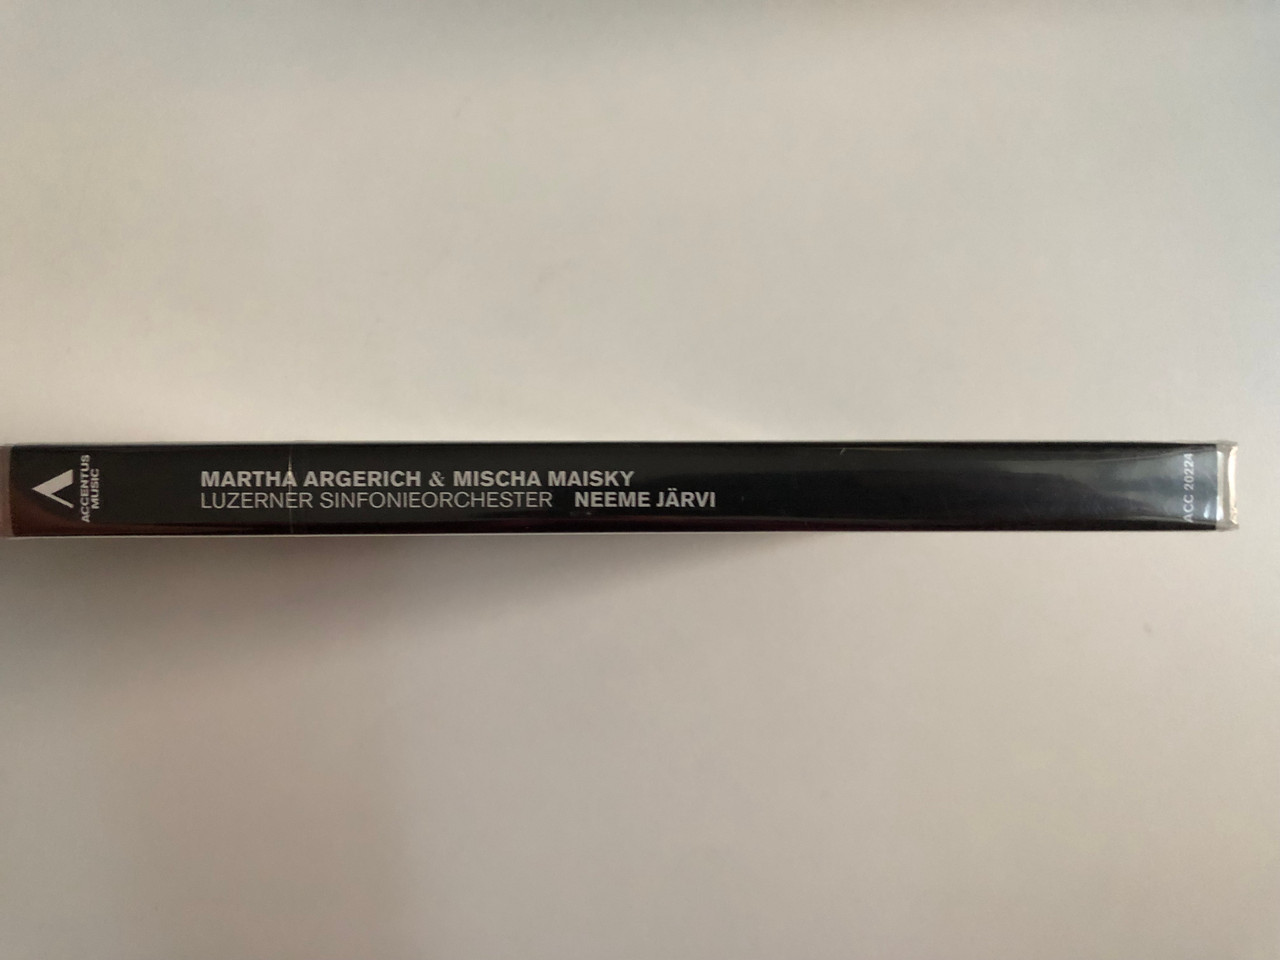 ACCENTUS
MUSIC
MARTHA ARGERICH & MISCHA MAISKY
LUZERNER SINFONIEORCHESTER NEEME JÄRVI
ACC 20224